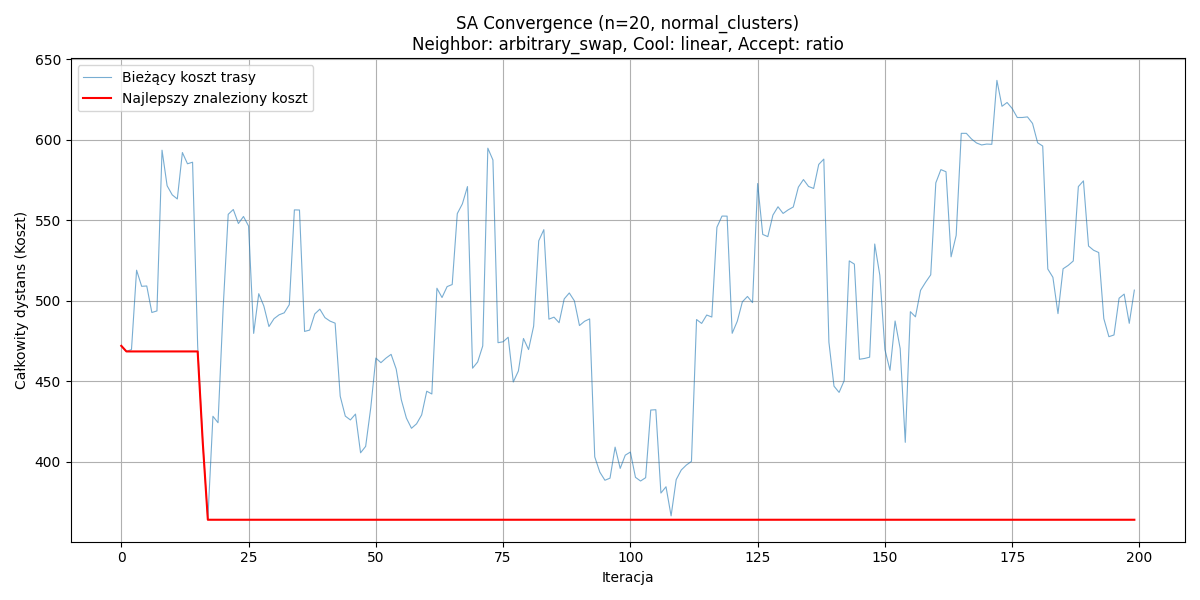 SA Convergence (n=20, normal_clusters)
Neighbor: arbitrary_swap, Cool: linear, Accept: ratio
Bieżący koszt trasy
Najlepszy znaleziony koszt
Całkowity dystans (Koszt)
650
600
550
500
450
400
0 25 50 75 100 125 150 175 200
Iteracja